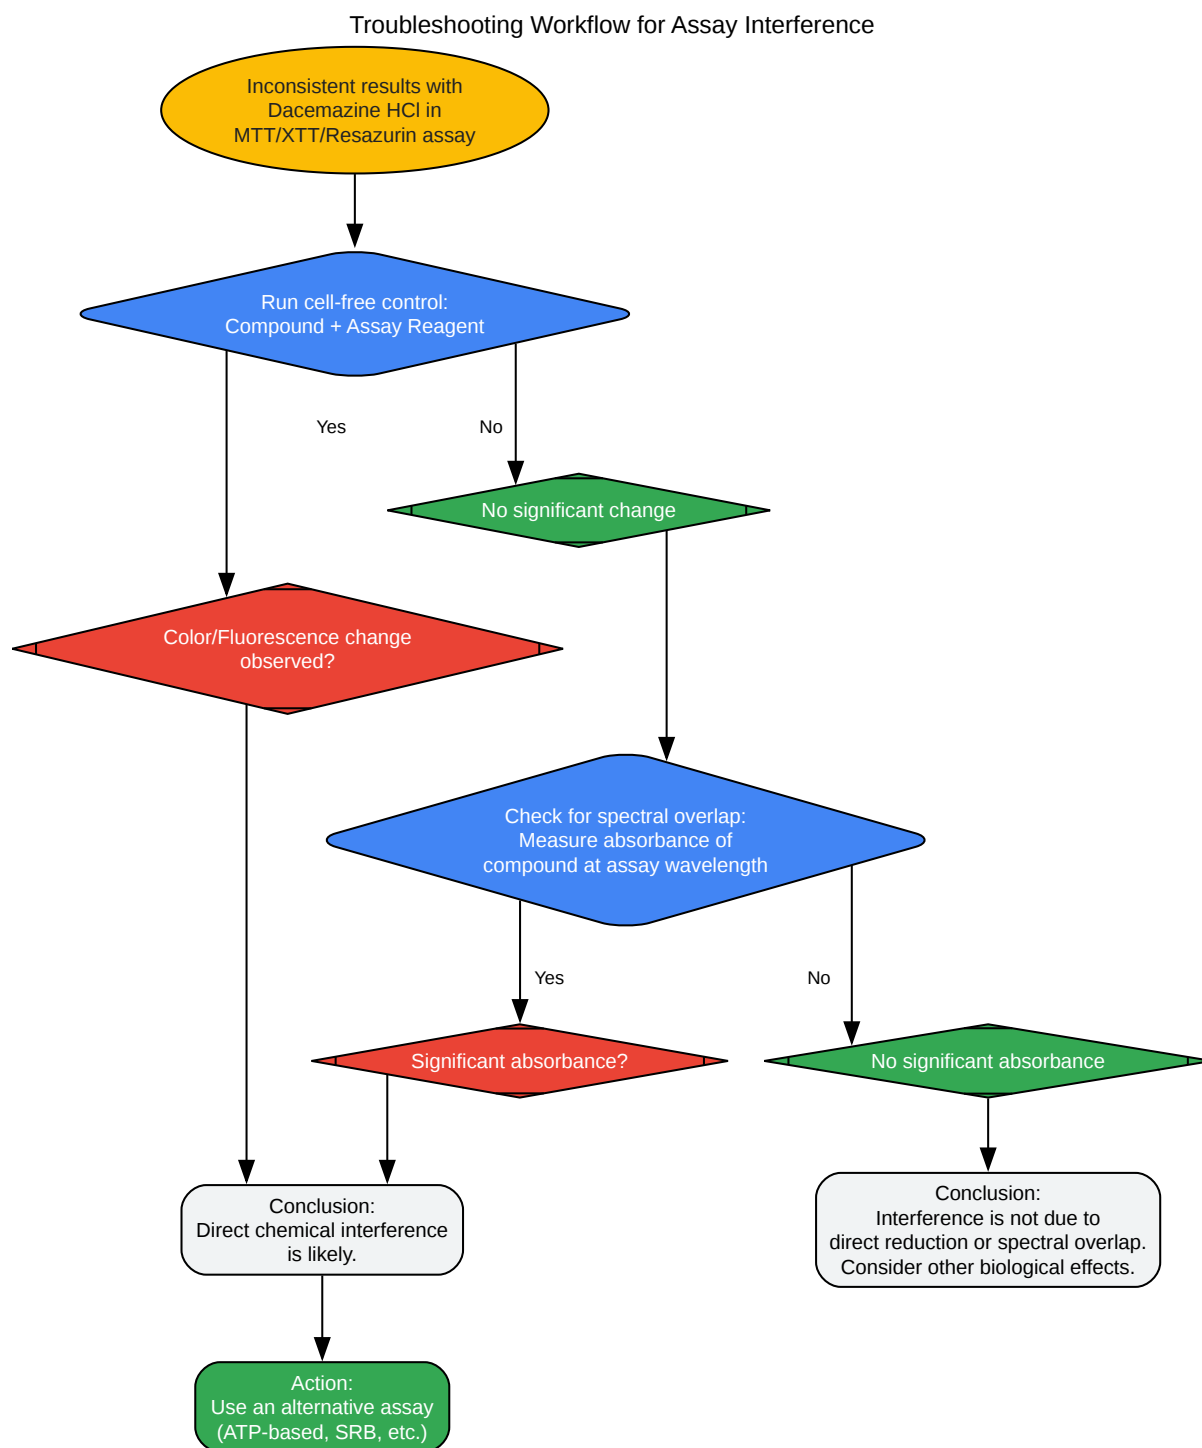 Troubleshooting Workflow for Assay Interference
Inconsistent results with
Dacemazine HCl in
MTT/XTT/Resazurin assay
Run cell-free control:
Compound + Assay Reagent
Yes
No
No significant change
Color/Fluorescence change
observed?
Check for spectral overlap:
Measure absorbance of
compound at assay wavelength
Yes
No
Significant absorbance?
No significant absorbance
Conclusion:
Direct chemical interference
is likely.
Conclusion:
Interference is not due to
direct reduction or spectral overlap.
Consider other biological effects.
Action:
Use an alternative assay
(ATP-based, SRB, etc.)